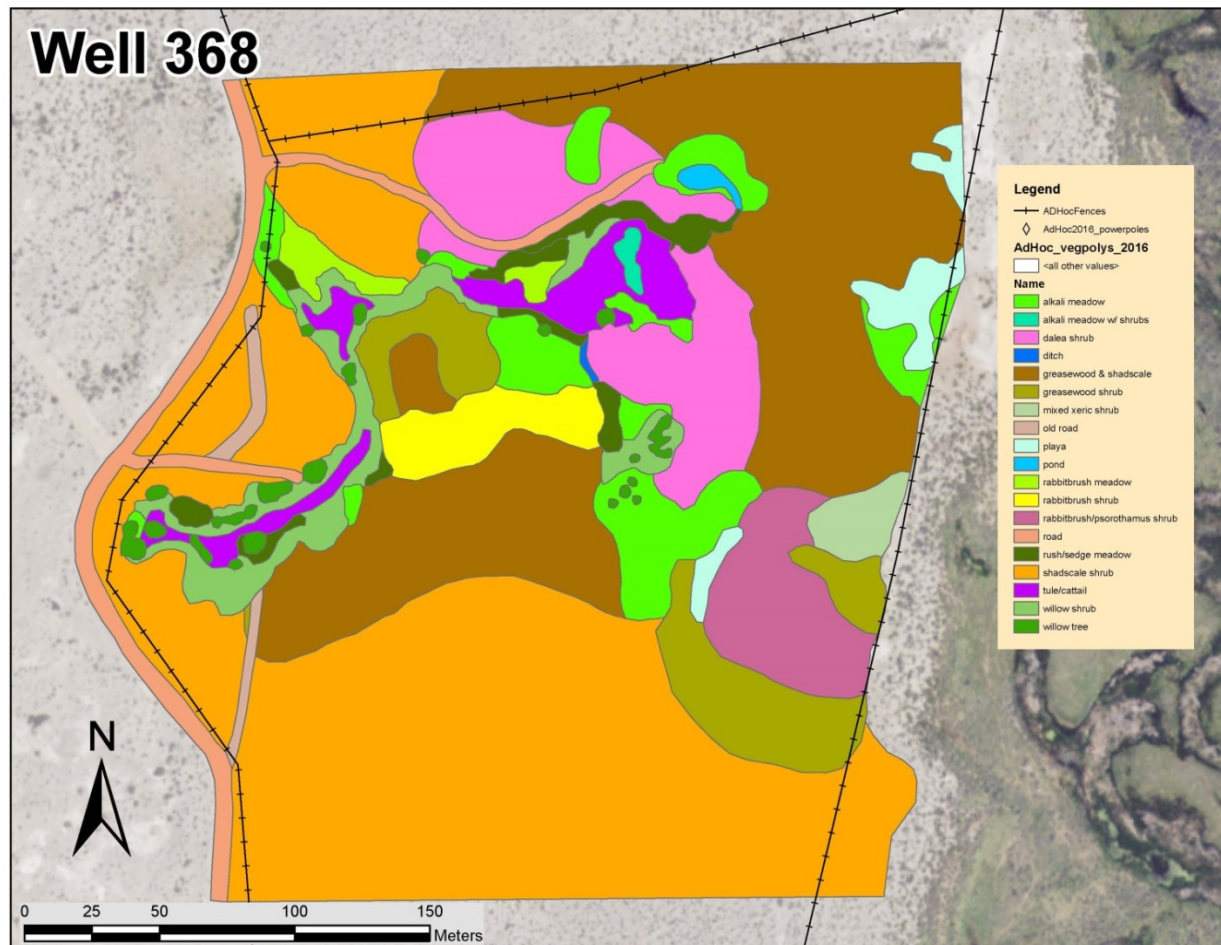 Well 368
Legend
ADHocFences
AdHoc2016_powerpoles
AdHoc_vegpolys_2016
<all other values>
Name
alkali meadow
alkali meadow w/ shrubs
dalea shrub
ditch
greasewood & shadscale
greasewood shrub
mixed xeric shrub
old road
playa
pond
rabbitbrush meadow
rabbitbrush shrub
rabbitbrush/psorothamus shrub
road
rush/sedge meadow
shadscale shrub
tule/cattail
willow shrub
willow tree
N
0 25 50 100 150
Meters